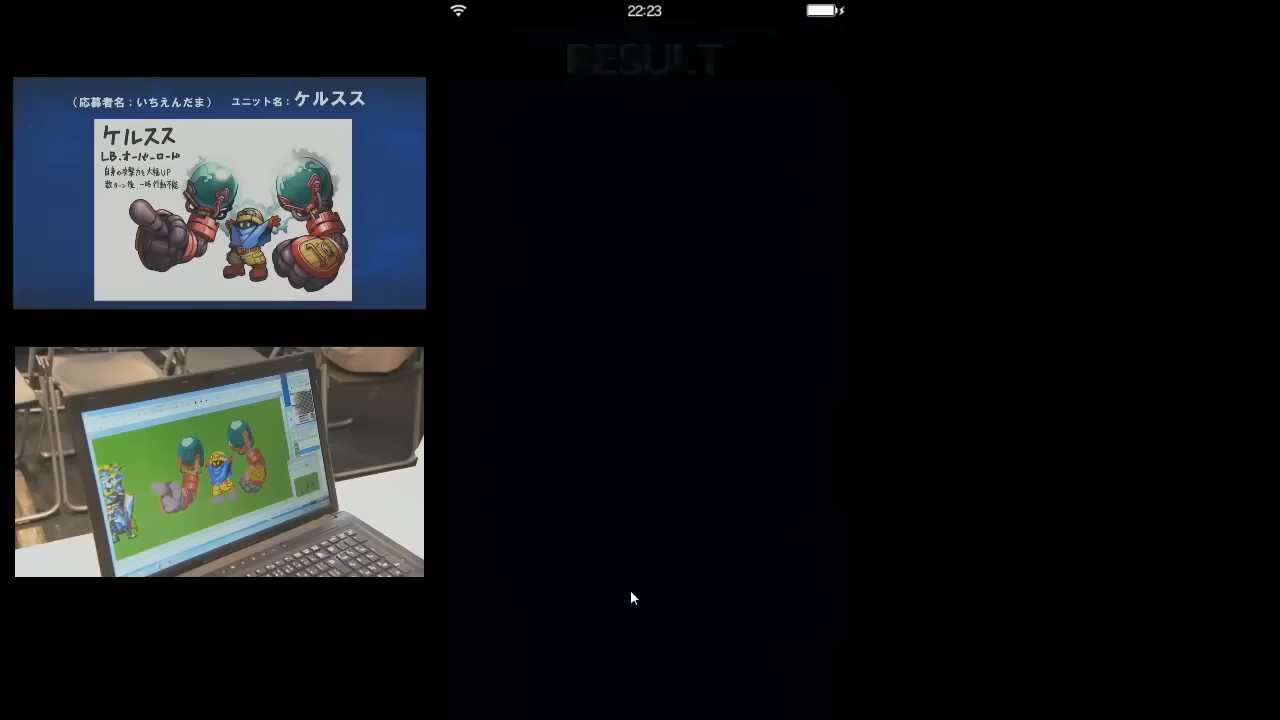 22:23
RESULT
（応募者名：いちえんだま）　ユニット名：ケルスス
ケルスス
LB.オーバーロード
自身の攻撃力を大幅UP
数ターン後、一時行動不能